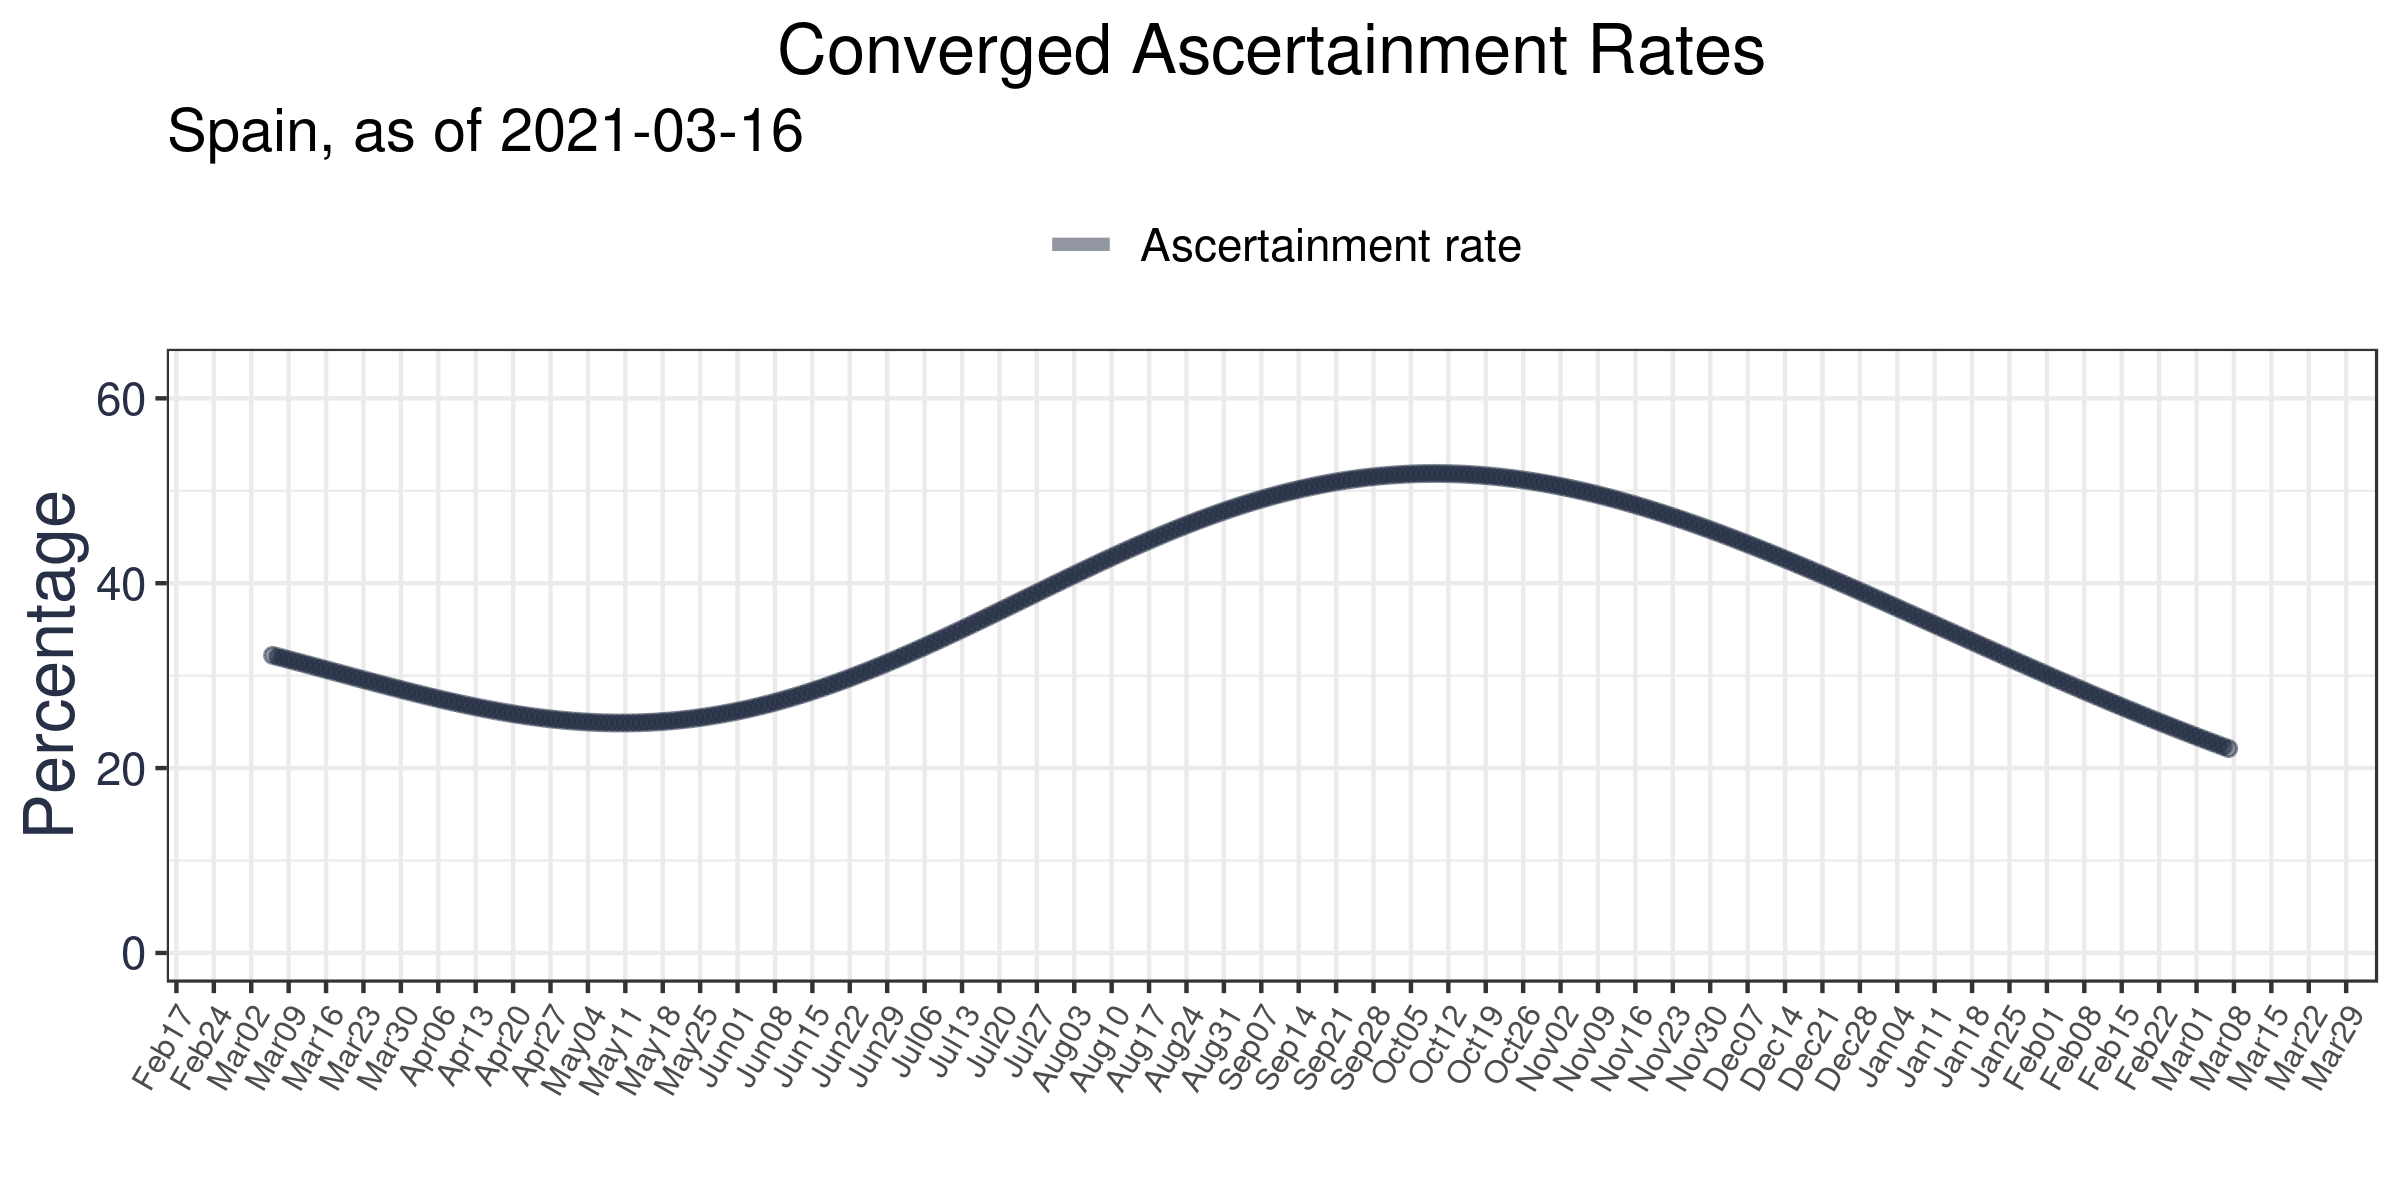 Converged Ascertainment Rates
Spain, as of 2021-03-16
Ascertainment rate
Percentage
60
40
20
0
Feb17 Feb24 Mar02 Mar09 Mar16 Mar23 Mar30 Apr06 Apr13 Apr20 Apr27 May04 May11 May18 May25 Jun01 Jun08 Jun15 Jun22 Jun29 Jul06 Jul13 Jul20 Jul27 Aug03 Aug10 Aug17 Aug24 Aug31 Sep07 Sep14 Sep21 Sep28 Oct05 Oct12 Oct19 Oct26 Nov02 Nov09 Nov16 Nov23 Nov30 Dec07 Dec14 Dec21 Dec28 Jan04 Jan11 Jan18 Jan25 Feb01 Feb08 Feb15 Feb22 Mar01 Mar08 Mar15 Mar22 Mar29